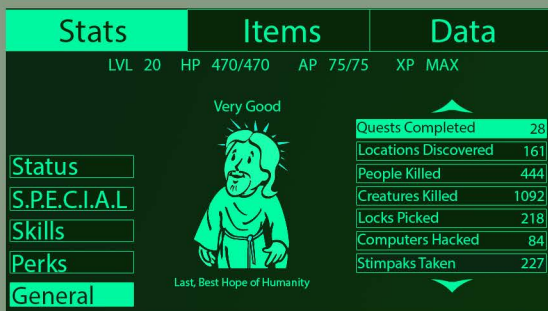 Stats Items Data
LVL 20 HP 470/470 AP 75/75 XP MAX
Very Good
Last, Best Hope of Humanity
Status
S.P.E.C.I.A.L
Skills
Perks
General
Quests Completed 28
Locations Discovered 161
People Killed 444
Creatures Killed 1092
Locks Picked 218
Computers Hacked 84
Stimpaks Taken 227